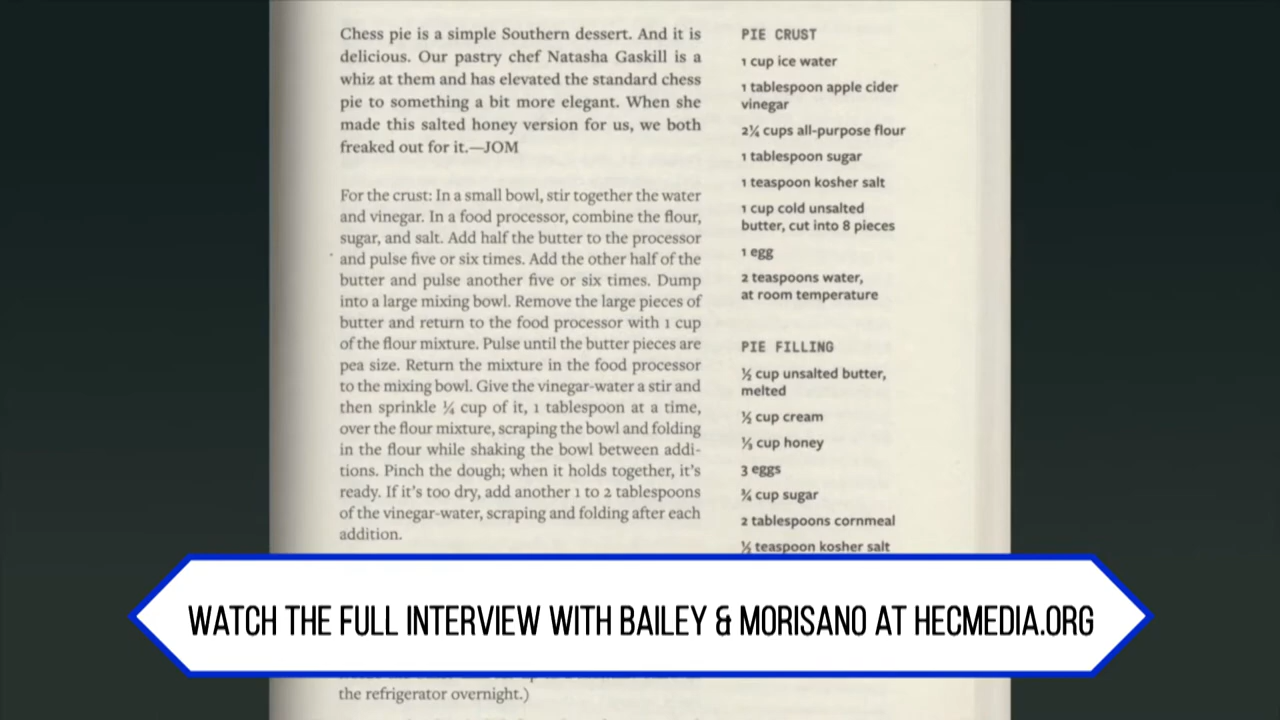 Chess pie is a simple Southern dessert. And it is
delicious. Our pastry chef Natasha Gaskill is a
whiz at them and has elevated the standard chess
pie to something a bit more elegant. When she
made this salted honey version for us, we both
freaked out for it.—JOM
For the crust: In a small bowl, stir together the water
and vinegar. In a food processor, combine the flour,
sugar, and salt. Add half the butter to the processor
and pulse five or six times. Add the other half of the
butter and pulse another five or six times. Dump
into a large mixing bowl. Remove the large pieces of
butter and return to the food processor with 1 cup
of the flour mixture. Pulse until the butter pieces are
pea size. Return the mixture in the food processor
to the mixing bowl. Give the vinegar-water a stir and
then sprinkle ¼ cup of it, 1 tablespoon at a time,
over the flour mixture, scraping the bowl and folding
in the flour while shaking the bowl between addi-
tions. Pinch the dough; when it holds together, it's
ready. If it's too dry, add another 1 to 2 tablespoons
of the vinegar-water, scraping and folding after each
addition.
the refrigerator overnight.)
PIE CRUST
1 cup ice water
1 tablespoon apple cider
vinegar
2¼ cups all-purpose flour
1 tablespoon sugar
1 teaspoon kosher salt
1 cup cold unsalted
butter, cut into 8 pieces
1 egg
2 teaspoons water,
at room temperature
PIE FILLING
½ cup unsalted butter,
melted
½ cup cream
⅓ cup honey
3 eggs
¾ cup sugar
2 tablespoons cornmeal
½ teaspoon kosher salt
WATCH THE FULL INTERVIEW WITH BAILEY & MORISANO AT HECMEDIA.ORG